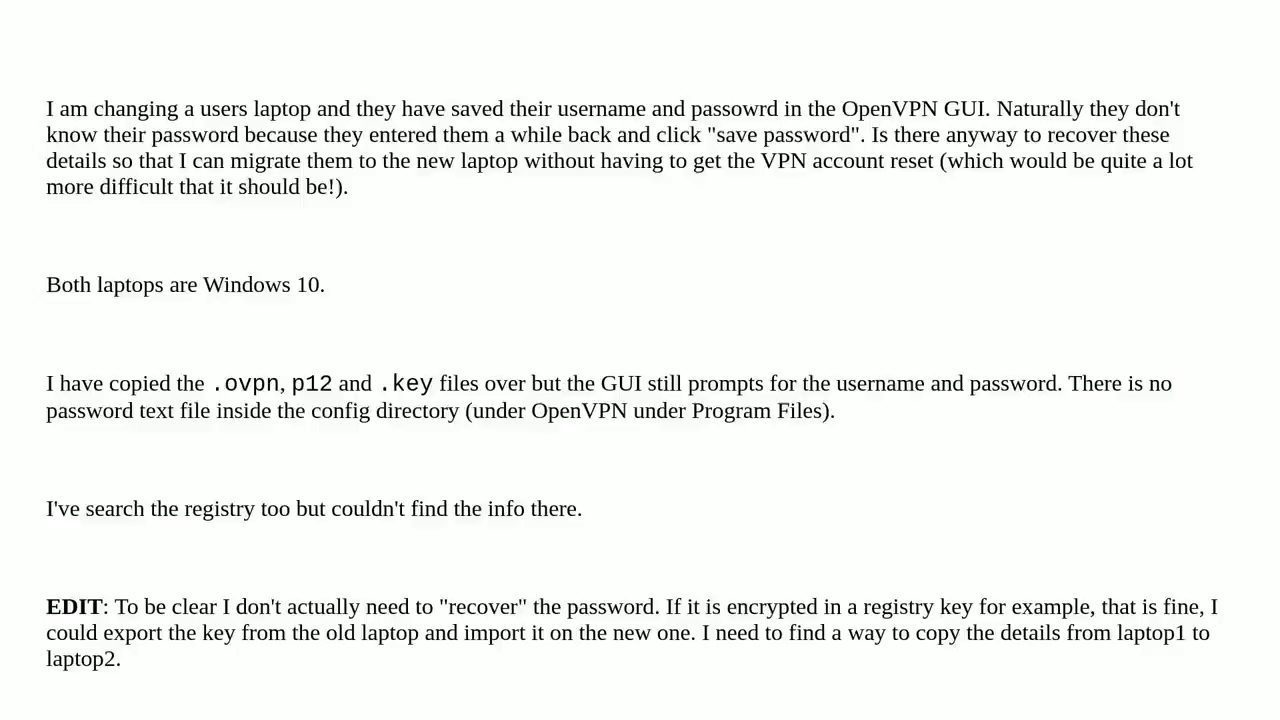 I am changing a users laptop and they have saved their username and passowrd in the OpenVPN GUI. Naturally they don't
know their password because they entered them a while back and click "save password". Is there anyway to recover these
details so that I can migrate them to the new laptop without having to get the VPN account reset (which would be quite a lot
more difficult that it should be!).
Both laptops are Windows 10.
I have copied the .ovpn, p12 and .key files over but the GUI still prompts for the username and password. There is no
password text file inside the config directory (under OpenVPN under Program Files).
I've search the registry too but couldn't find the info there.
EDIT: To be clear I don't actually need to "recover" the password. If it is encrypted in a registry key for example, that is fine, I
could export the key from the old laptop and import it on the new one. I need to find a way to copy the details from laptop1 to
laptop2.